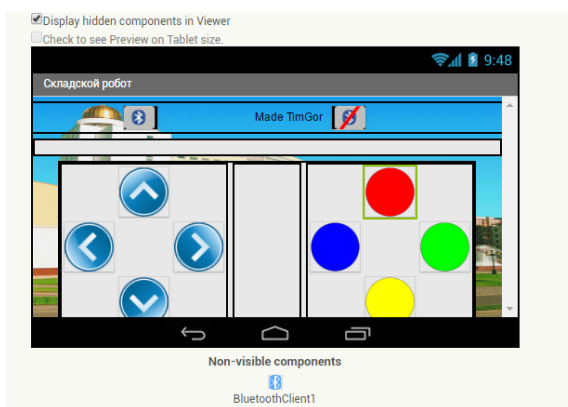 Display hidden components in Viewer
Check to see Preview on Tablet size.
9:48
Складской робот
Made TimGor
Non-visible components
BluetoothClient1